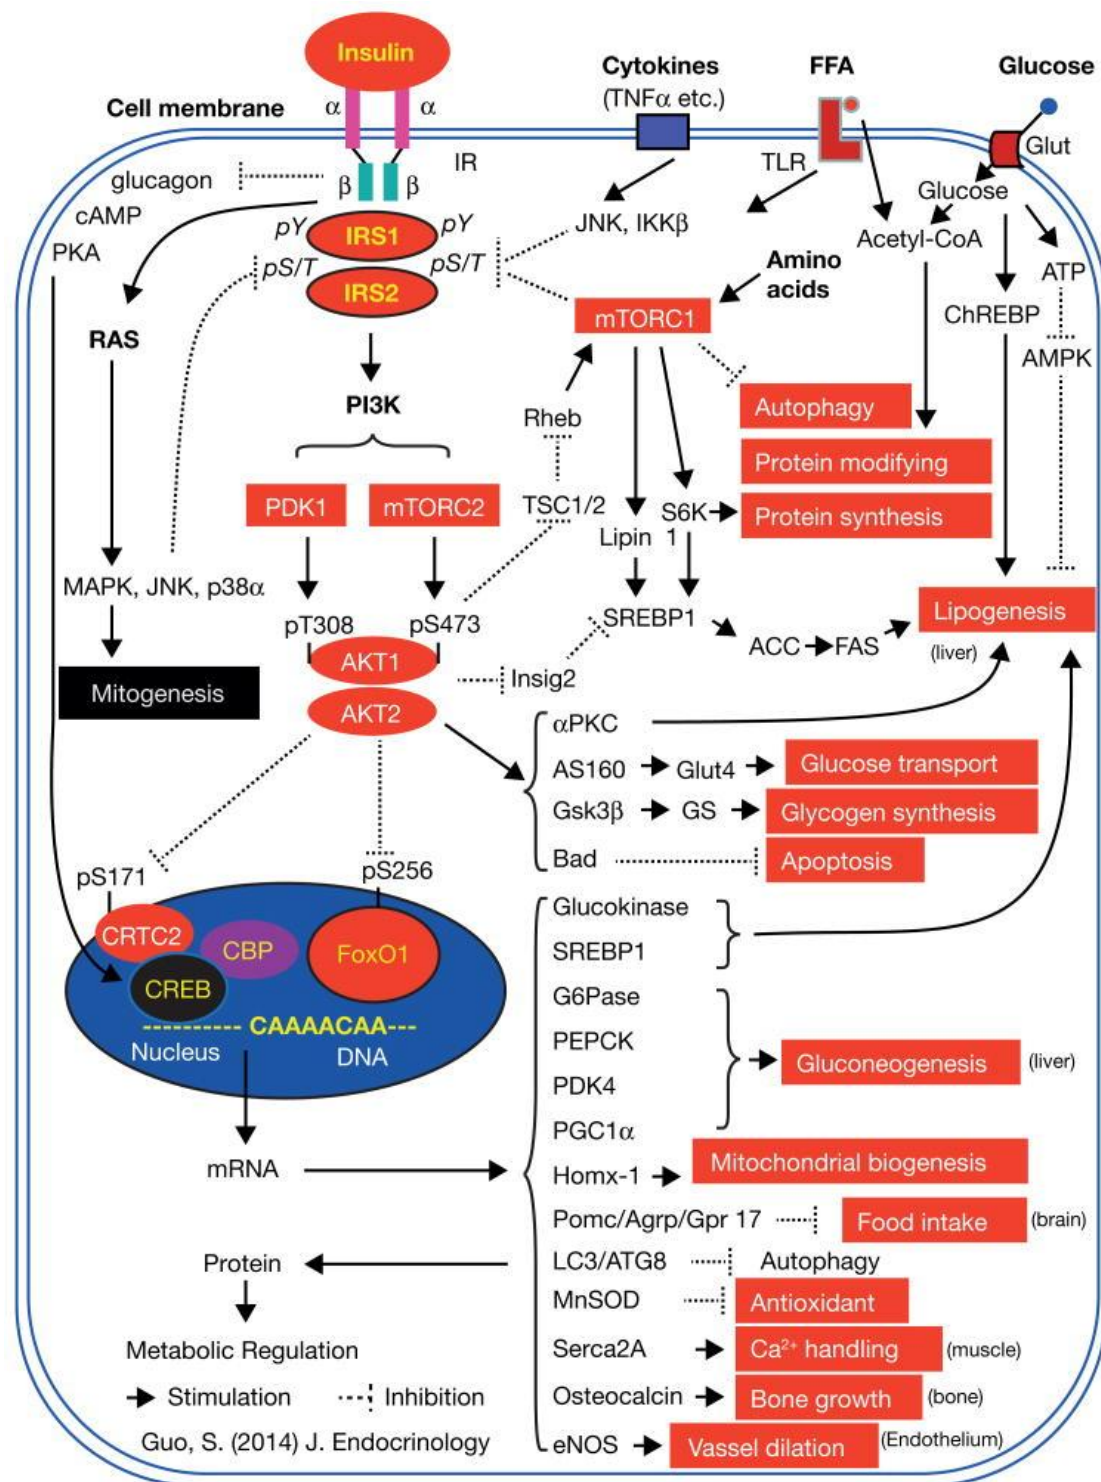 Insulin
Cytokines
(TNFα etc.)
FFA
Glucose
Cell membrane
α
α
IR
TLR
Glut
glucagon
β
β
cAMP
PKA
pY
IRS1
pY
pS/T
IRS2
pS/T
JNK, IKKβ
Glucose
Acetyl-CoA
ATP
Amino
acids
ChREBP
AMPK
RAS
mTORC1
PI3K
Rheb
Autophagy
Protein modifying
PDK1
mTORC2
TSC1/2
S6K
1
Protein synthesis
Lipin
MAPK, JNK, p38α
pT308
pS473
SREBP1
ACC
FAS
Lipogenesis
(liver)
Mitogenesis
AKT1
AKT2
Insig2
αPKC
AS160
Glut4
Glucose transport
Gsk3β
GS
Glycogen synthesis
Bad
Apoptosis
pS171
pS256
CRTC2
CBP
FoxO1
CREB
---------- CAAAACAA---
Nucleus
DNA
Glucokinase
SREBP1
G6Pase
PEPCK
PDK4
PGC1α
Gluconeogenesis
(liver)
mRNA
Homx-1
Mitochondrial biogenesis
Pomc/Agrp/Gpr 17
Food intake
(brain)
Protein
LC3/ATG8
Autophagy
MnSOD
Antioxidant
Metabolic Regulation
Serca2A
Ca²⁺ handling
(muscle)
Stimulation
Inhibition
Osteocalcin
Bone growth
(bone)
Guo, S. (2014) J. Endocrinology
eNOS
Vassel dilation
(Endothelium)